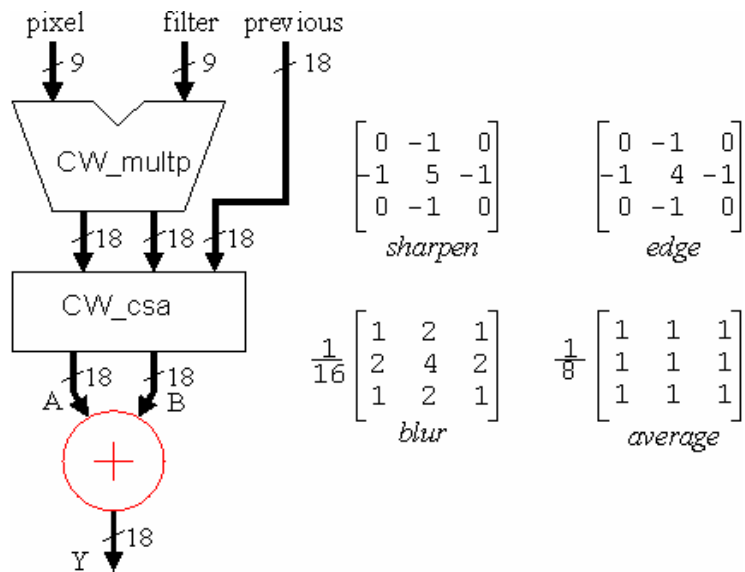 pixel filter previous
9 9 18
CW_multp
18 18 18
CW_csa
18 18
A B
+
18
Y
0 -1 0
-1 5 -1
0 -1 0
sharpen
0 -1 0
-1 4 -1
0 -1 0
edge
1/16
1 2 1
2 4 2
1 2 1
blur
1/8
1 1 1
1 1 1
1 1 1
average